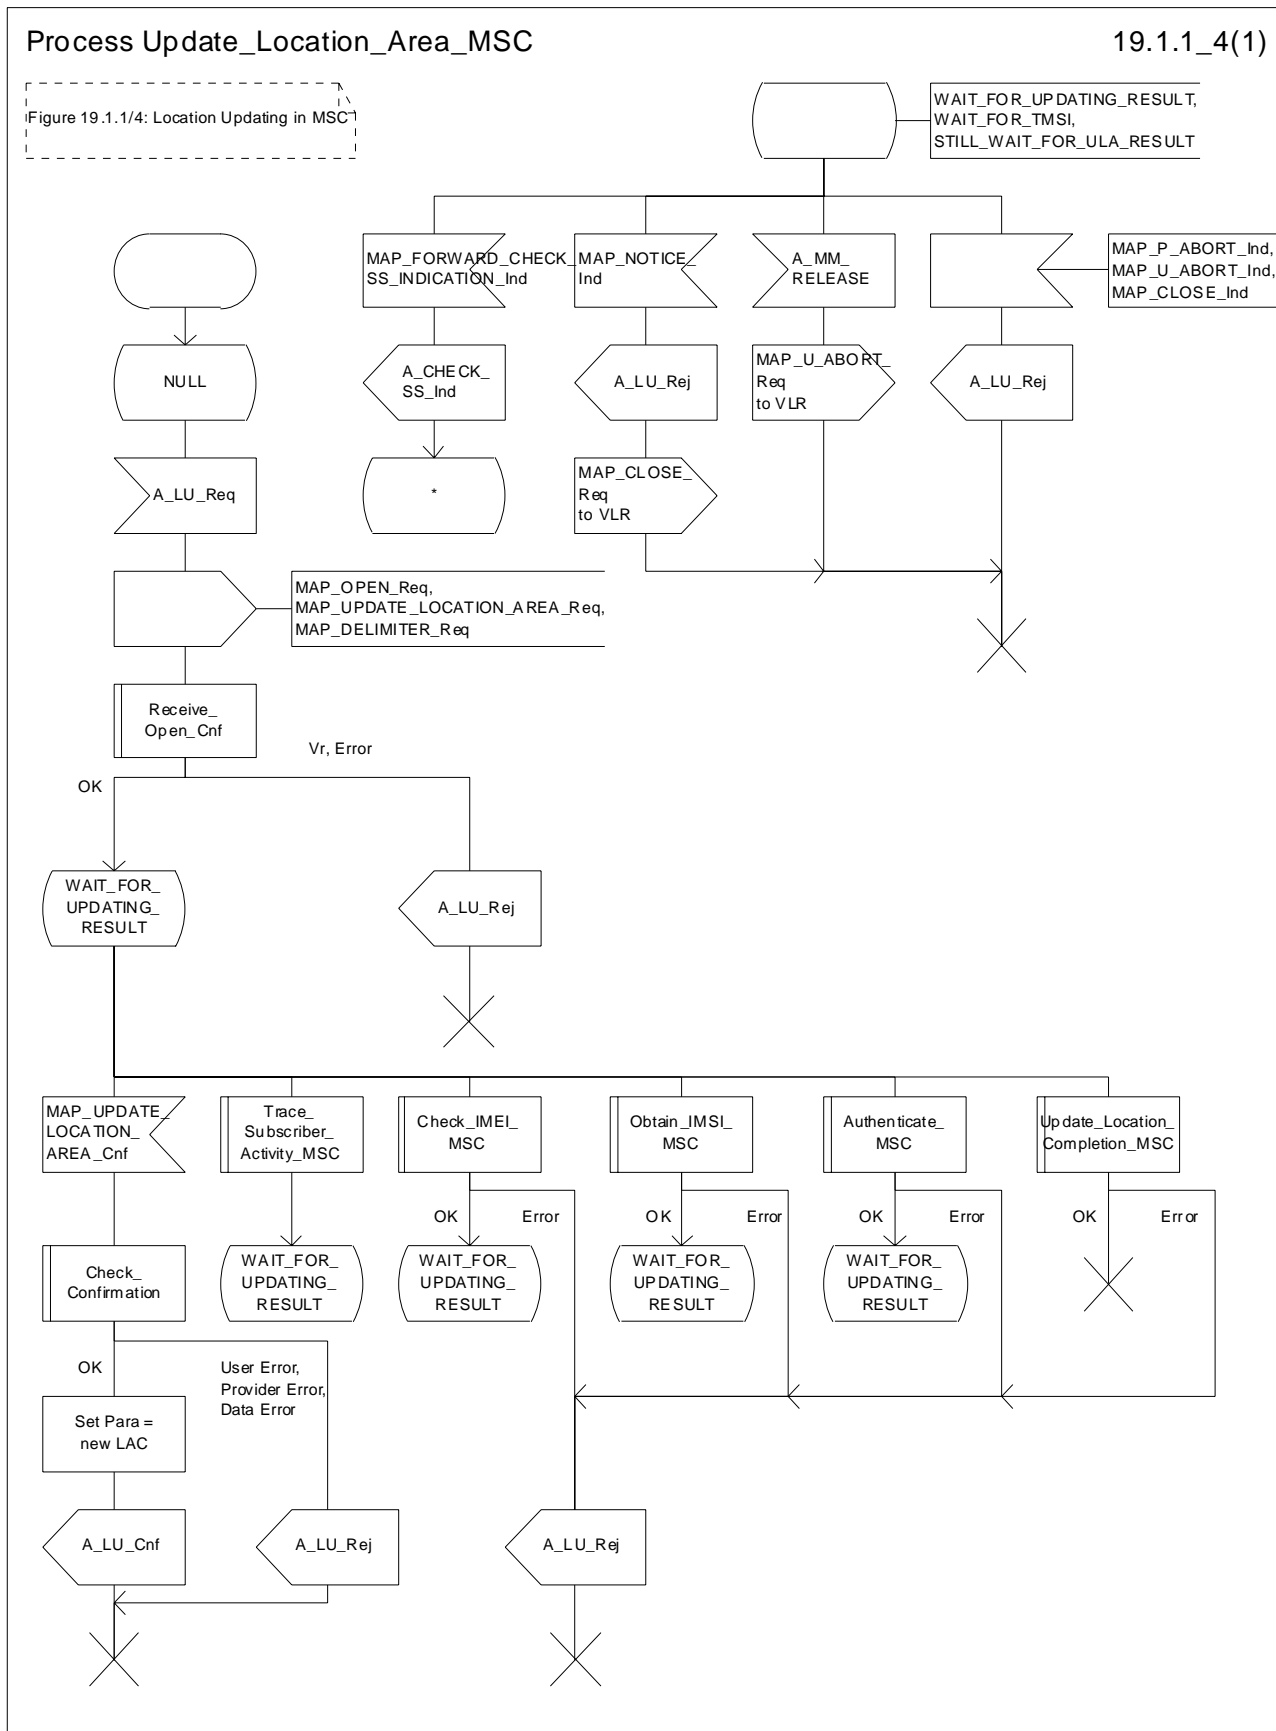 Process Update_Location_Area_MSC
19.1.1_4(1)
Figure 19.1.1/4: Location Updating in MSC
WAIT_FOR_UPDATING_RESULT,
WAIT_FOR_TMSI,
STILL_WAIT_FOR_ULA_RESULT
MAP_FORWARD_CHECK_
SS_INDICATION_Ind
MAP_NOTICE_
Ind
A_MM_
RELEASE
MAP_P_ABORT_Ind,
MAP_U_ABORT_Ind,
MAP_CLOSE_Ind
NULL
A_CHECK_
SS_Ind
A_LU_Rej
MAP_U_ABORT_
Req
to VLR
A_LU_Rej
A_LU_Req
*
MAP_CLOSE_
Req
to VLR
MAP_OPEN_Req,
MAP_UPDATE_LOCATION_AREA_Req,
MAP_DELIMITER_Req
Receive_
Open_Cnf
Vr, Error
OK
WAIT_FOR_
UPDATING_
RESULT
A_LU_Rej
MAP_UPDATE_
LOCATION_
AREA_Cnf
Trace_
Subscriber_
Activity_MSC
Check_IMEI_
MSC
Obtain_IMSI_
MSC
Authenticate_
MSC
Update_Location_
Completion_MSC
OK
Error
OK
Error
OK
Error
OK
Error
Check_
Confirmation
WAIT_FOR_
UPDATING_
RESULT
WAIT_FOR_
UPDATING_
RESULT
WAIT_FOR_
UPDATING_
RESULT
WAIT_FOR_
UPDATING_
RESULT
OK
User Error,
Provider Error,
Data Error
Set Para =
new LAC
A_LU_Cnf
A_LU_Rej
A_LU_Rej